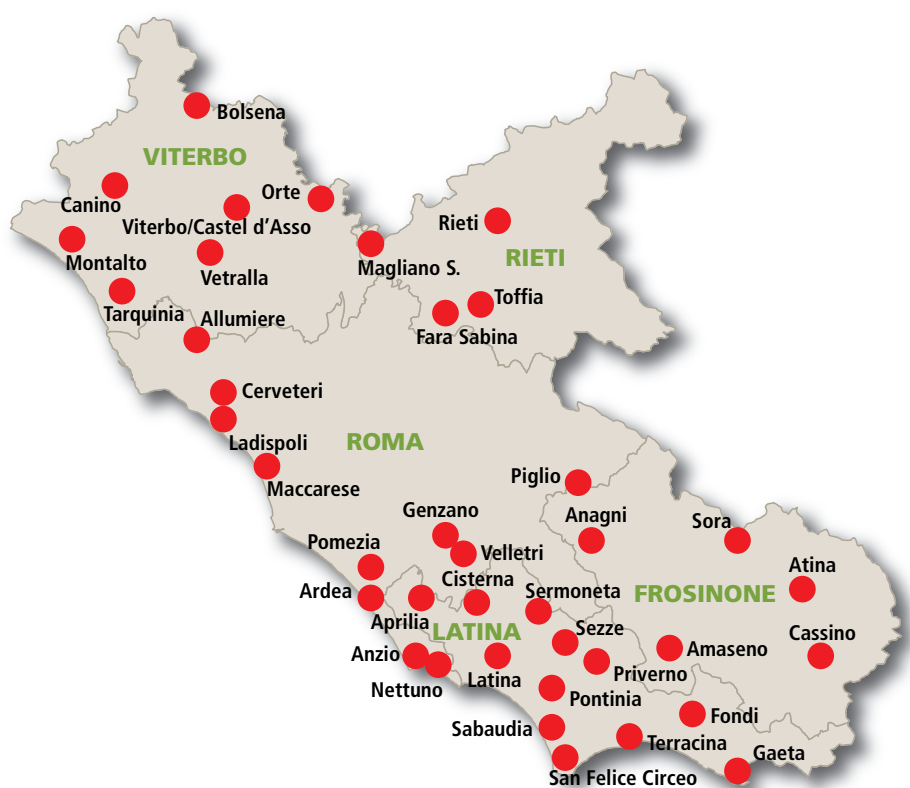 Bolsena
VITERBO
Canino
Orte
Viterbo/Castel d'Asso
Rieti
RIETI
Montalto
Vetralla
Magliano S.
Tarquinia
Allumiere
Toffia
Fara Sabina
Cerveteri
Ladispoli
ROMA
Maccarese
Piglio
Genzano
Anagni
Sora
Pomezia
Velletri
Atina
Cisterna
Ardea
Sermoneta
FROSINONE
Aprilia
LATINA
Sezze
Cassino
Anzio
Amaseno
Nettuno
Latina
Priverno
Pontinia
Sabaudia
Fondi
Terracina
Gaeta
San Felice Circeo